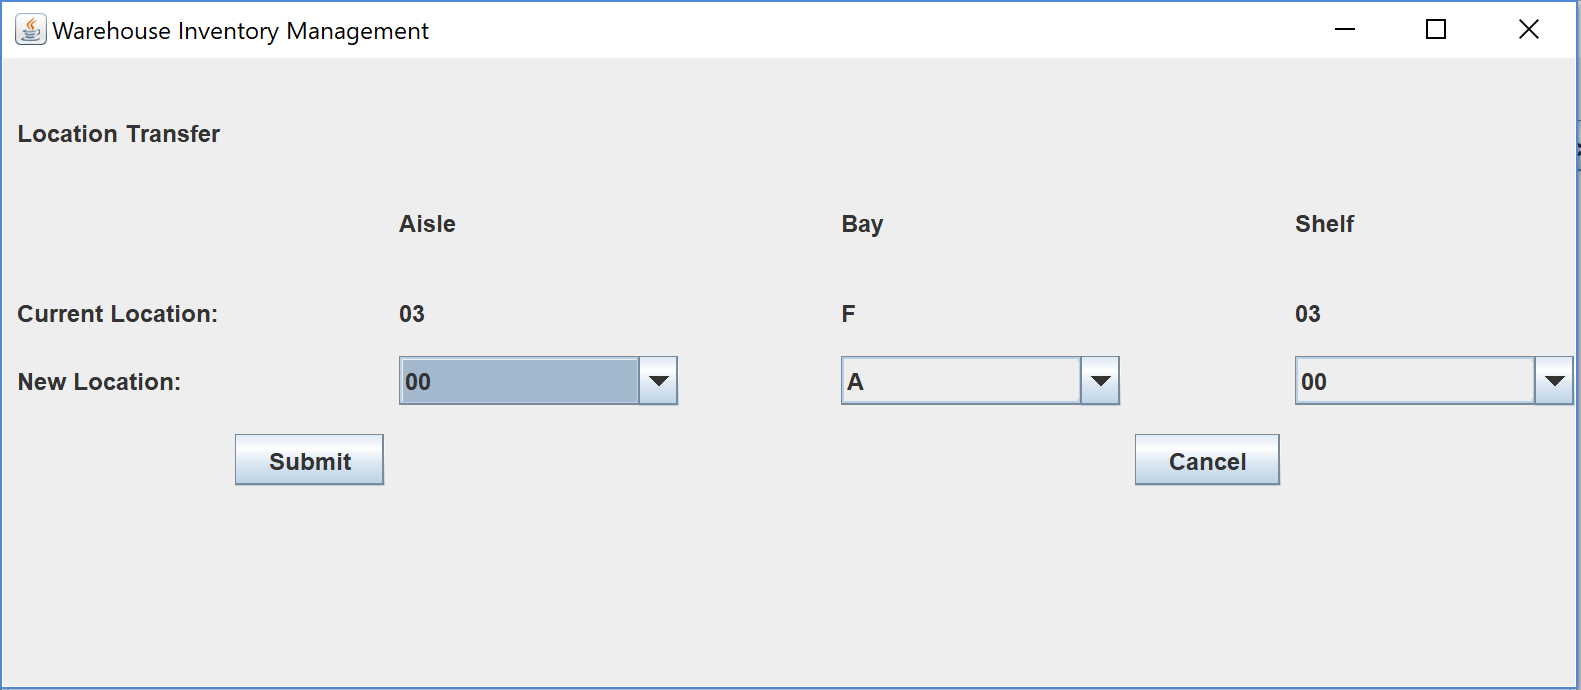 Warehouse Inventory Management
Location Transfer
Aisle Bay Shelf
Current Location: 03 F 03
New Location: 00 A 00
Submit Cancel